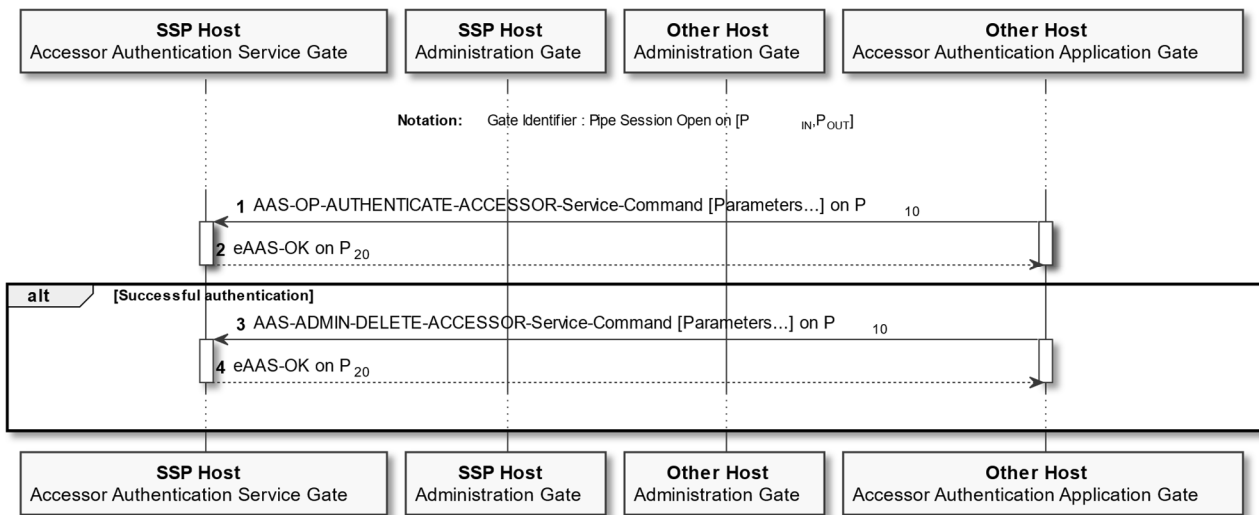 SSP Host SSP Host Other Host Other Host
Accessor Authentication Service Gate Administration Gate Administration Gate Accessor Authentication Application Gate
Notation: Gate Identifier : Pipe Session Open on [P IN,POUT]
1 AAS-OP-AUTHENTICATE-ACCESSOR-Service-Command [Parameters...] on P 10
2 eAAS-OK on P20
alt [Successful authentication]
3 AAS-ADMIN-DELETE-ACCESSOR-Service-Command [Parameters...] on P 10
4 eAAS-OK on P20
SSP Host SSP Host Other Host Other Host
Accessor Authentication Service Gate Administration Gate Administration Gate Accessor Authentication Application Gate